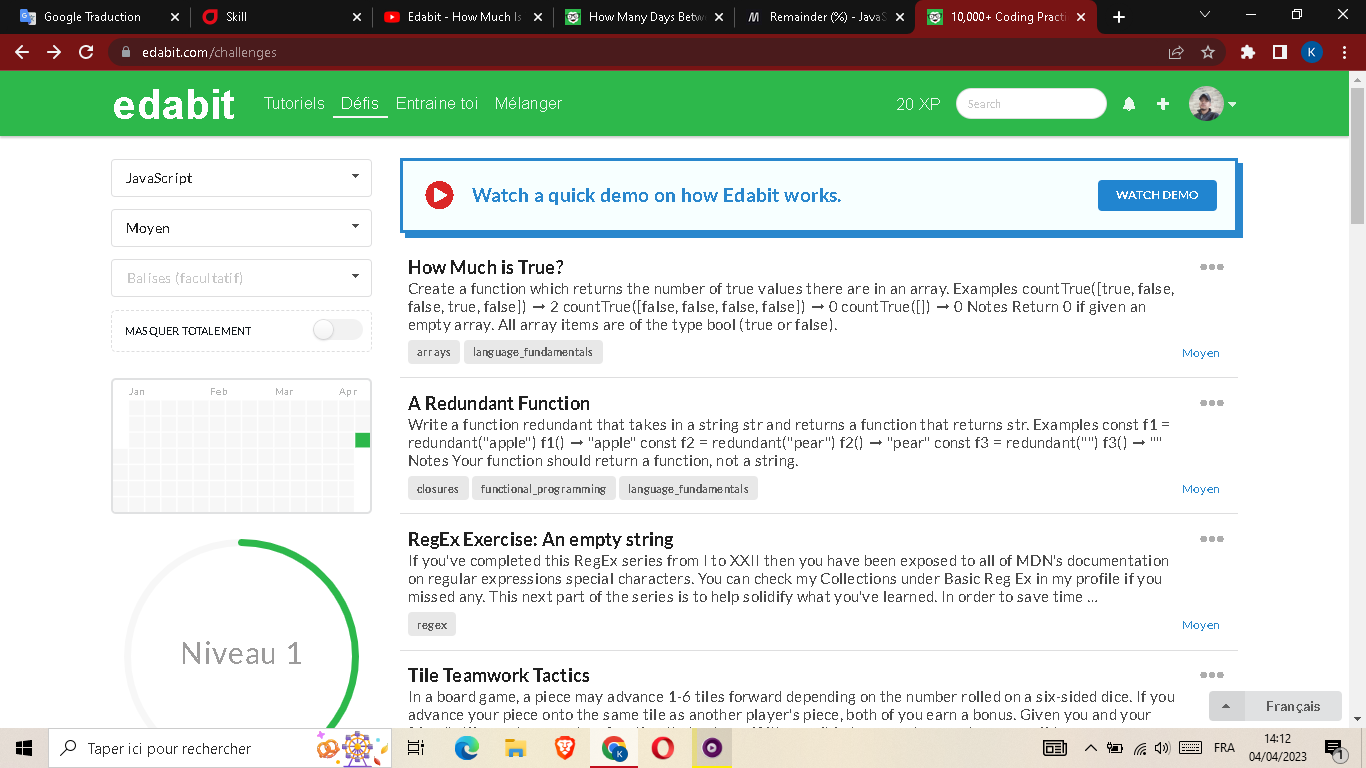 Google Traduction
Skill
Edabit - How Much Is
How Many Days Betw
Remainder (%) - JavaS
10,000+ Coding Practi
edabit.com/challenges
K
edabit
Tutoriels
Défis
Entraine toi
Mélanger
20 XP
Search
JavaScript
Moyen
Balises (facultatif)
MASQUER TOTALEMENT
Jan Feb Mar Apr
Niveau 1
Watch a quick demo on how Edabit works.
WATCH DEMO
How Much is True?
Create a function which returns the number of true values there are in an array. Examples countTrue([true, false,
false, true, false]) → 2 countTrue([false, false, false, false]) → 0 countTrue([]) → 0 Notes Return 0 if given an
empty array. All array items are of the type bool (true or false).
arrays
language_fundamentals
Moyen
A Redundant Function
Write a function redundant that takes in a string str and returns a function that returns str. Examples const f1 =
redundant("apple") f1() → "apple" const f2 = redundant("pear") f2() → "pear" const f3 = redundant("") f3() → ""
Notes Your function should return a function, not a string.
closures
functional_programming
language_fundamentals
Moyen
RegEx Exercise: An empty string
If you've completed this RegEx series from I to XXII then you have been exposed to all of MDN's documentation
on regular expressions special characters. You can check my Collections under Basic Reg Ex in my profile if you
missed any. This next part of the series is to help solidify what you've learned. In order to save time ...
regex
Moyen
Tile Teamwork Tactics
In a board game, a piece may advance 1-6 tiles forward depending on the number rolled on a six-sided dice. If you
advance your piece onto the same tile as another player's piece, both of you earn a bonus. Given you and your
Français
Taper ici pour rechercher
FRA
14:12
04/04/2023
1